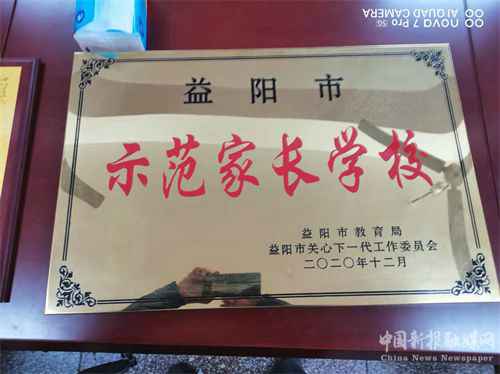 nova 7 Pro 5G
AI QUAD CAMERA
益阳市
示范家长学校
益阳市教育局
益阳市关心下一代工作委员会
二〇二〇年十二月
中国新报融媒网
China News Newspaper